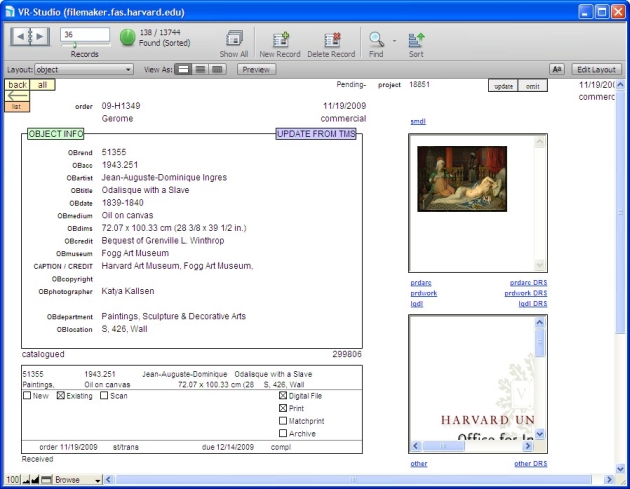 VR-Studio (filemaker.fas.harvard.edu)
36
Records
138 / 13744
Found (Sorted)
Show All
New Record
Delete Record
Find
Sort
Layout: object
View As:
Preview
Aa
Edit Layout
back all
list
Pending-
project 18851
update omit
11/19/200
commerc
order 09-H1349
11/19/2009
Gerome
commercial
smdl
OBJECT INFO
UPDATE FROM TMS
OBrend 51355
OBacc 1943.251
OBartist Jean-Auguste-Dominique Ingres
OBtitle Odalisque with a Slave
OBdate 1839-1840
OBmedium Oil on canvas
OBdims 72.07 x 100.33 cm (28 3/8 x 39 1/2 in.)
OBcredit Bequest of Grenville L. Winthrop
OBmuseum Fogg Art Museum
CAPTION / CREDIT Harvard Art Museum, Fogg Art Museum,
OBcopyright
OBphotographer Katya Kallsen
OBdepartment Paintings, Sculpture & Decorative Arts
OBlocation S, 426, Wall
catalogued 299806
prdarc prdarc DRS
prdwork prdwork DRS
lgdl lgdl DRS
51355 1943.251 Jean-Auguste-Dominique Odalisque with a Slave
Paintings, Oil on canvas 72.07 x 100.33 cm (28 S, 426, Wall
New Existing Scan
Digital File
Print
Matchprint
Archive
order 11/19/2009 st/trans due 12/14/2009 compl
Received
HARVARD UN
Office for In
other other DRS
100
Browse